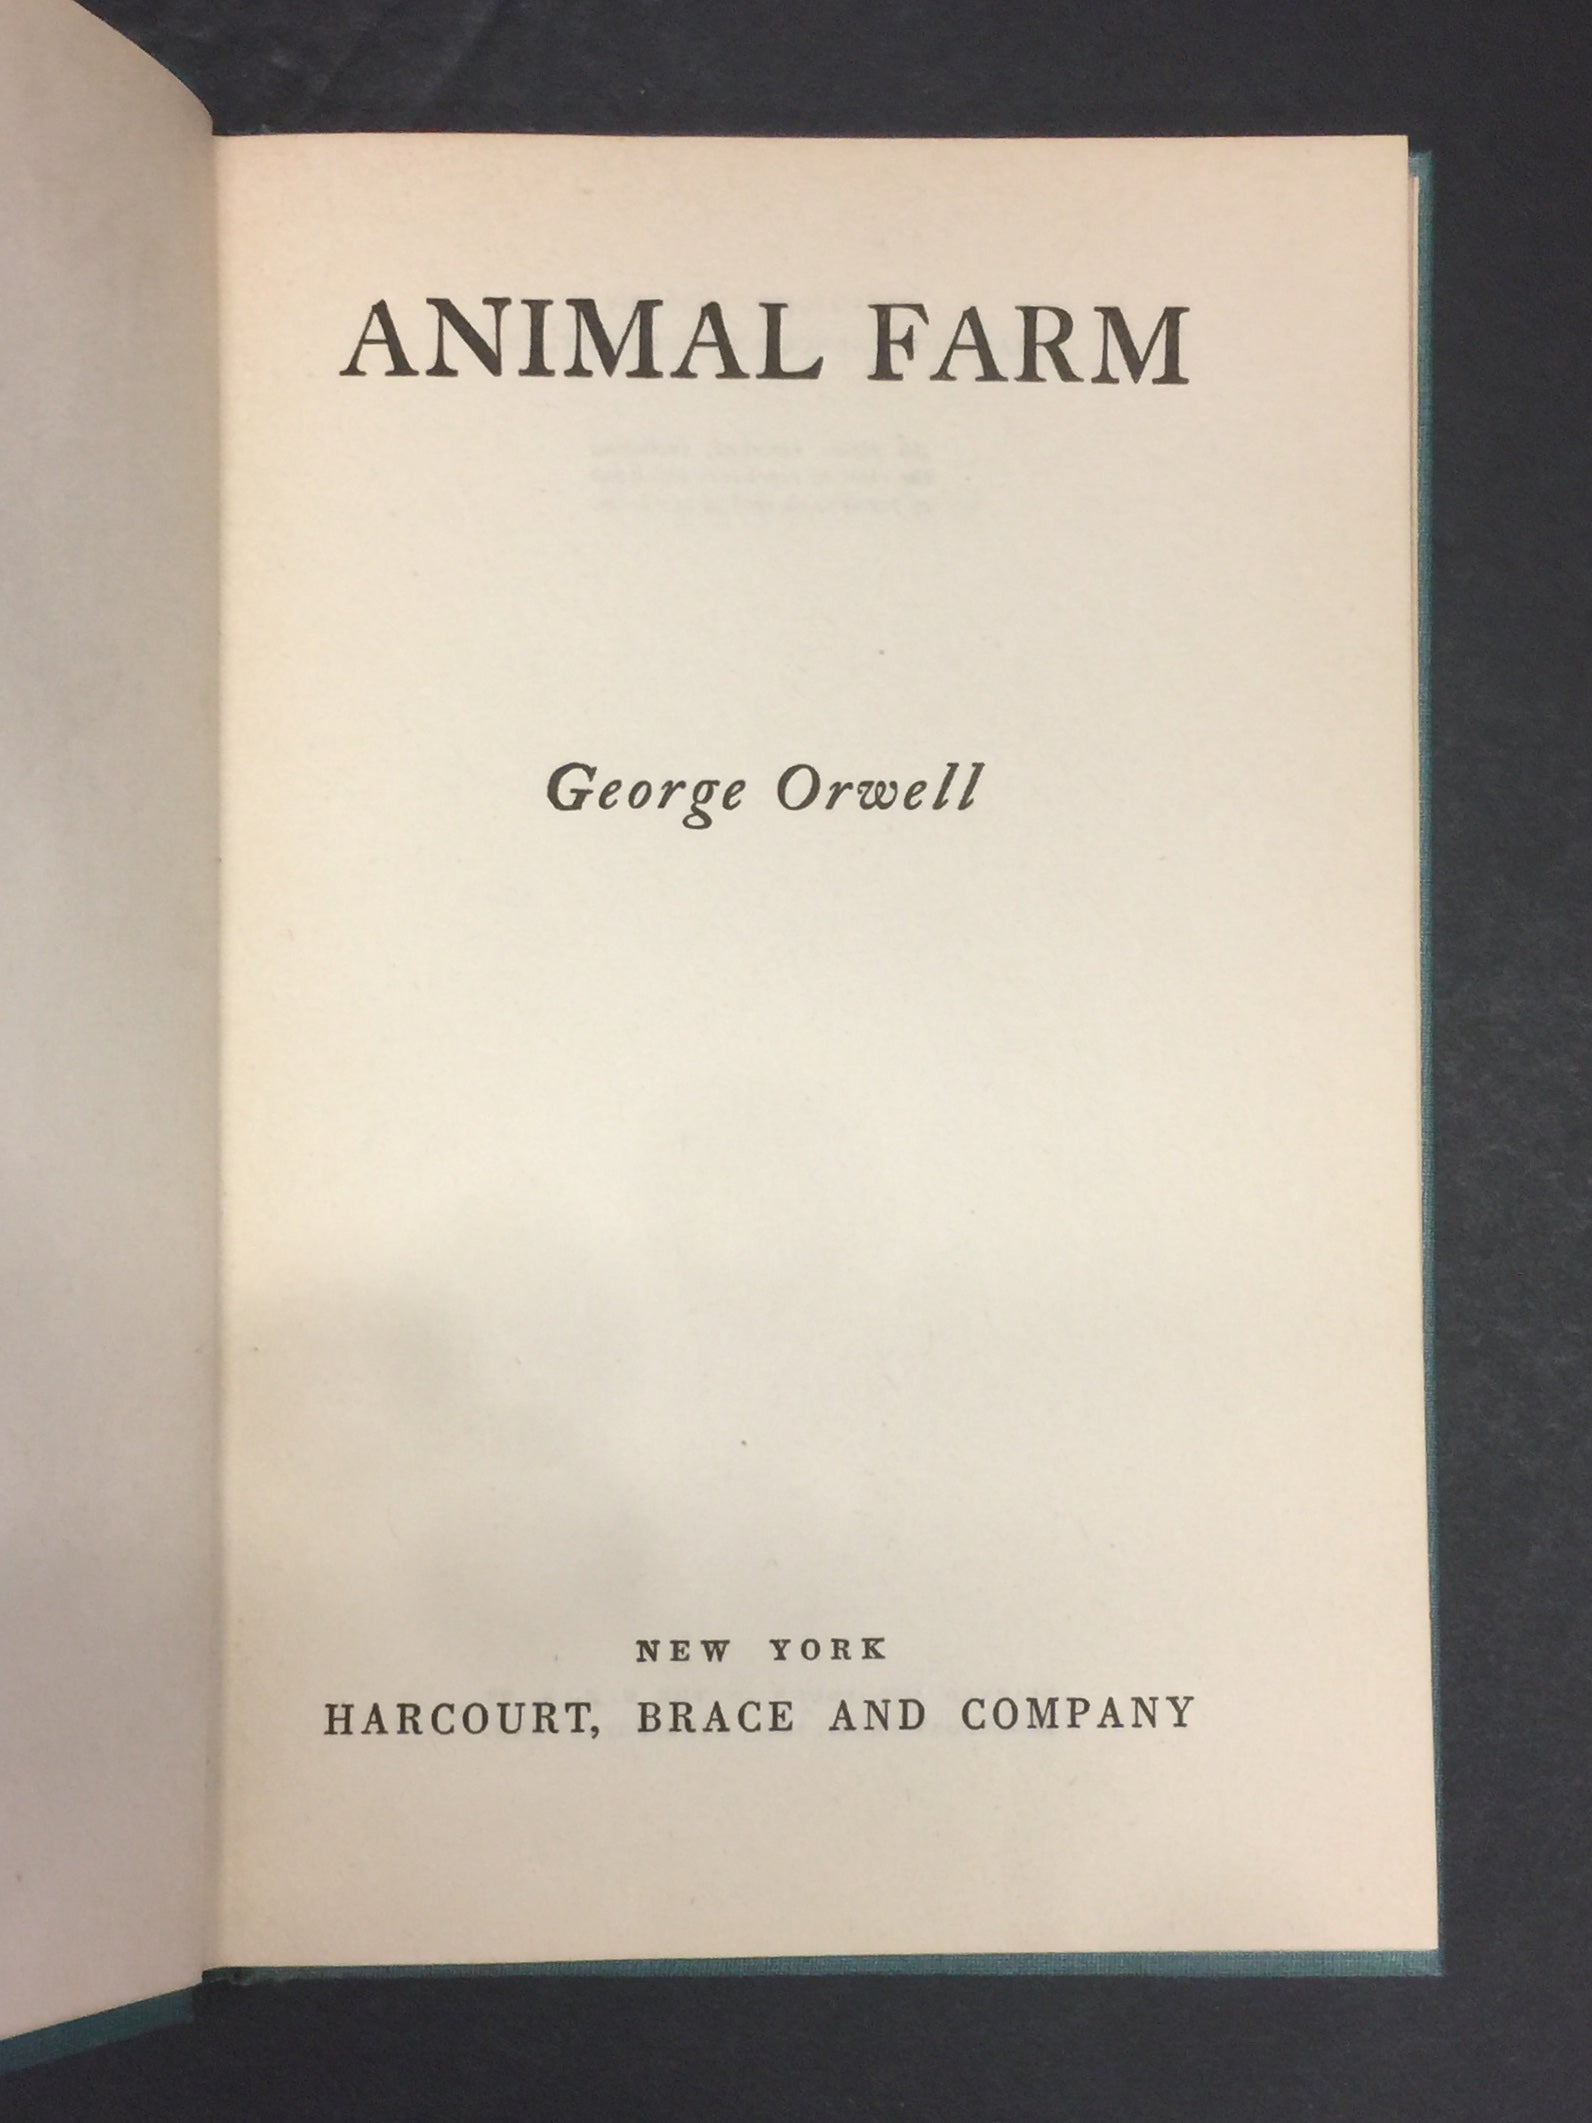 ANIMAL FARM
George Orwell
NEW YORK
HARCOURT, BRACE AND COMPANY